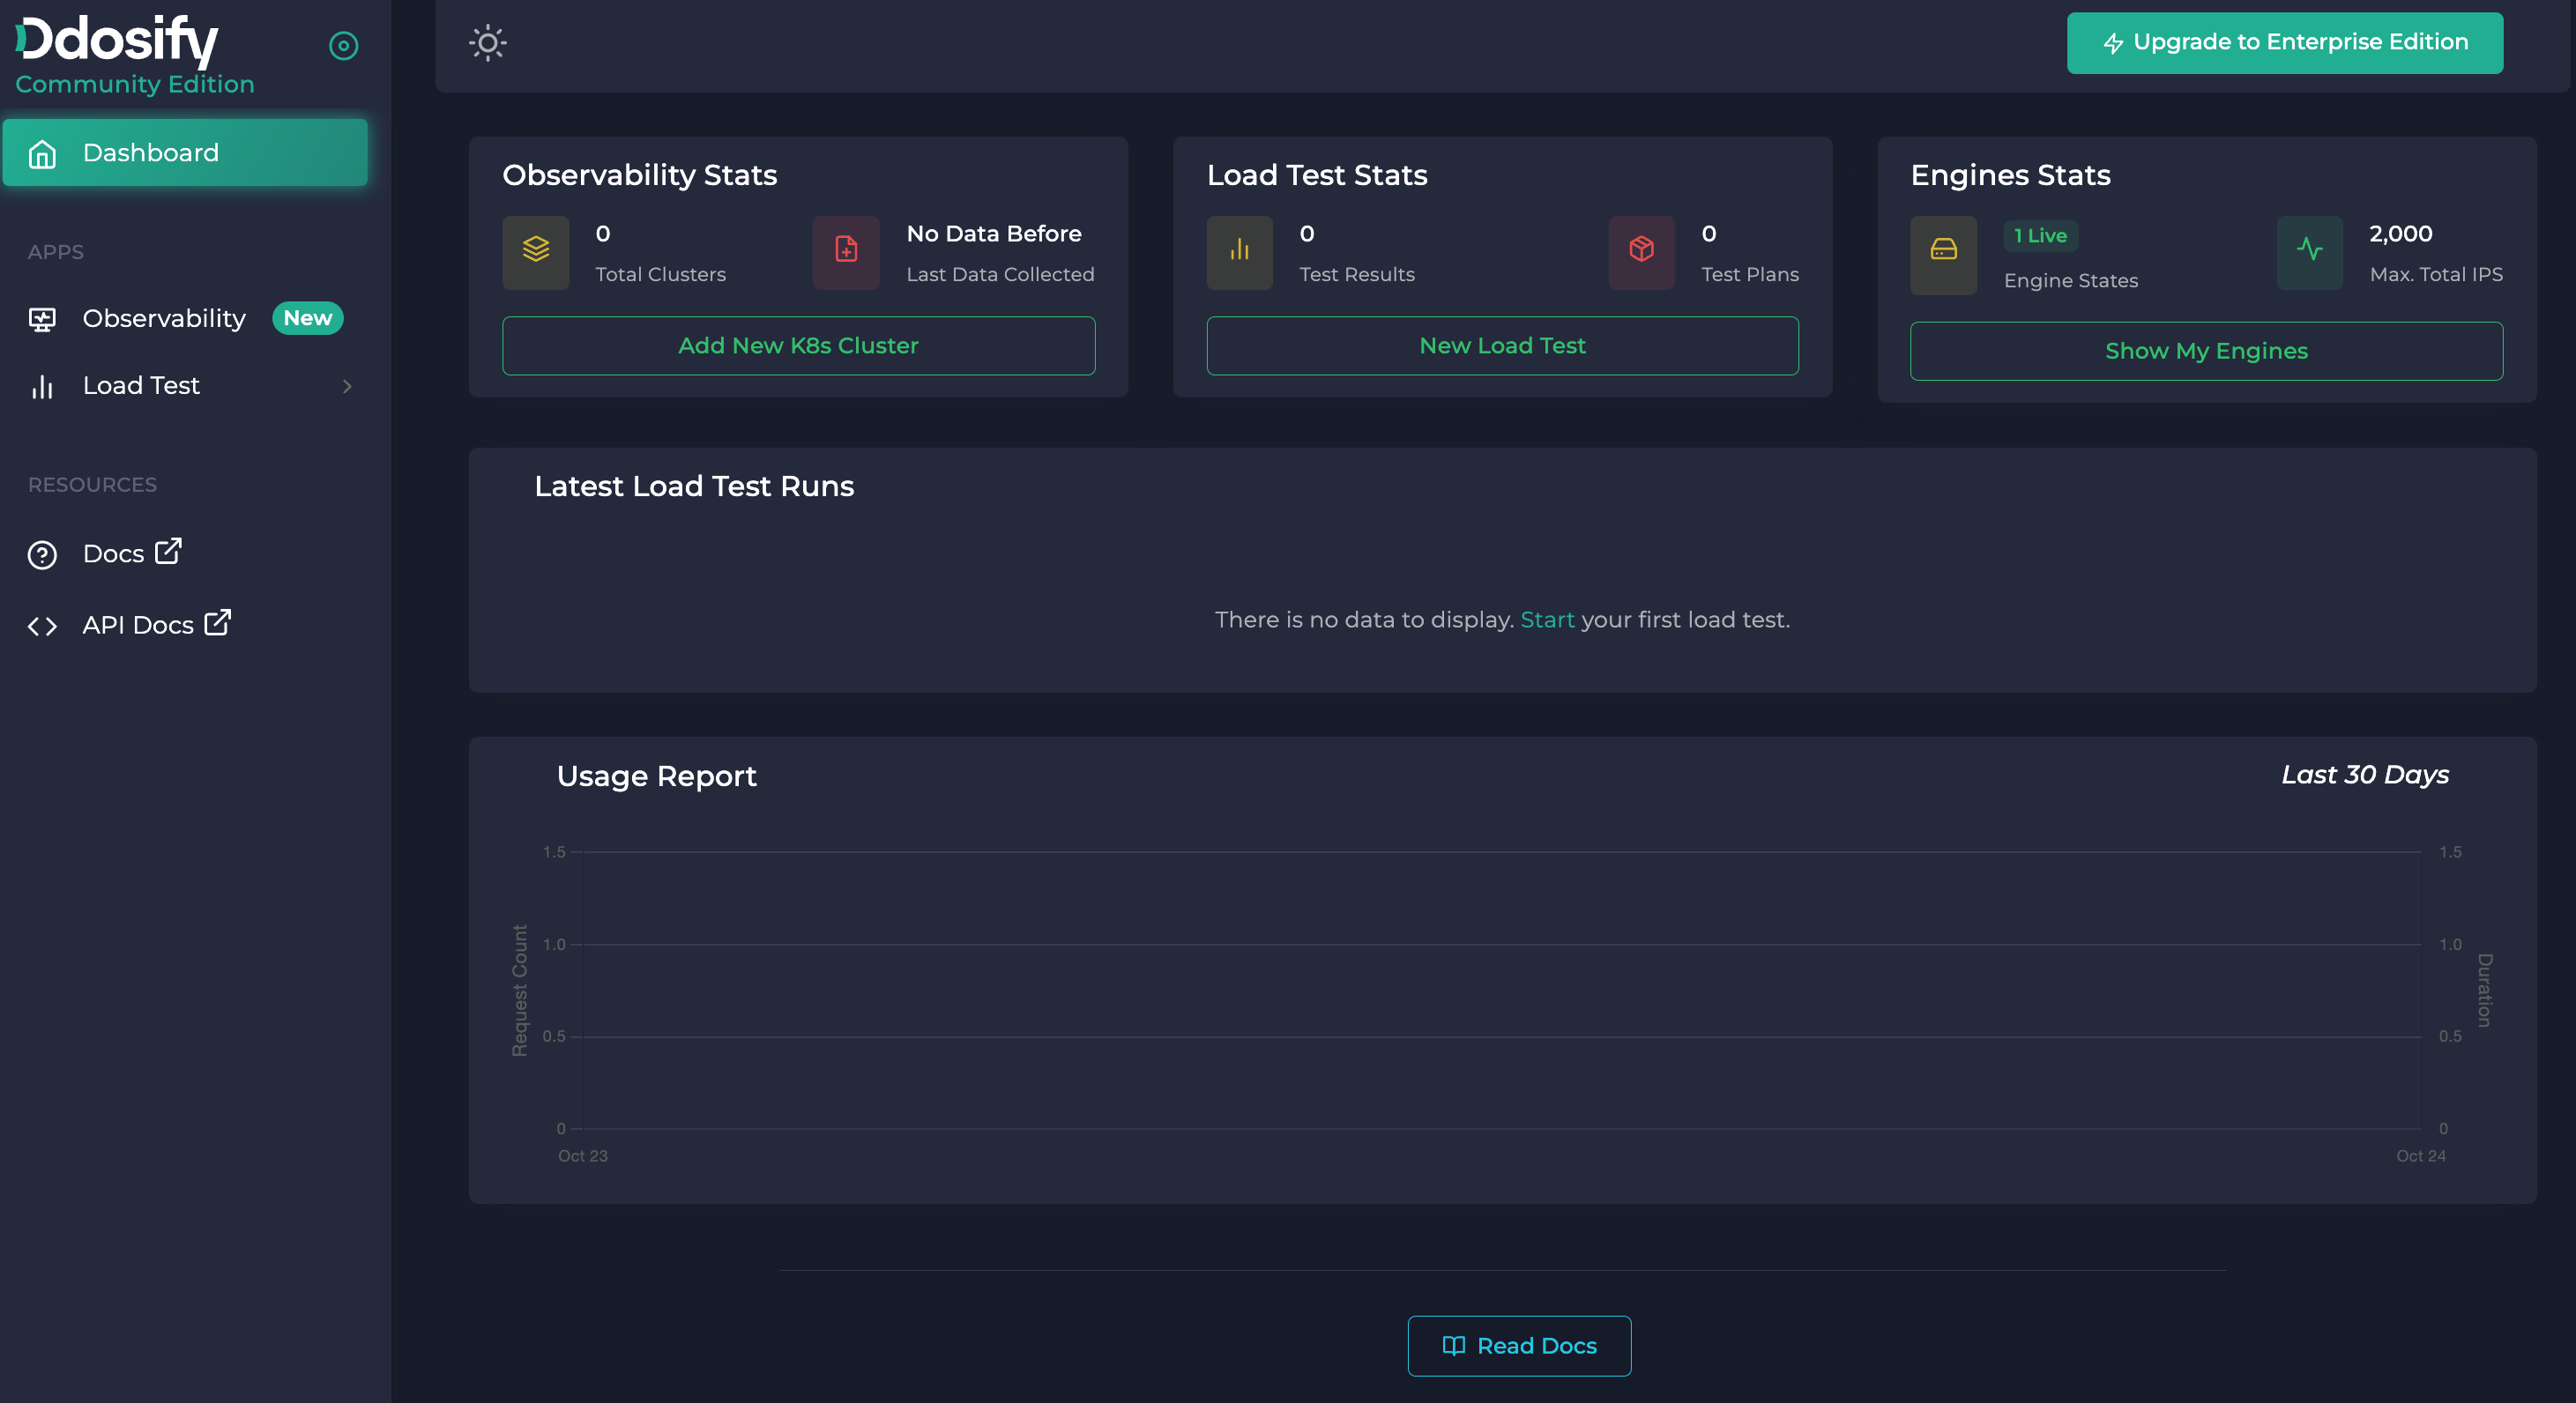 Ddosify
Community Edition
Dashboard
APPS
Observability New
Load Test
RESOURCES
Docs
API Docs
Upgrade to Enterprise Edition
Observability Stats
0
Total Clusters
No Data Before
Last Data Collected
Add New K8s Cluster
Load Test Stats
0
Test Results
0
Test Plans
New Load Test
Engines Stats
1 Live
Engine States
2,000
Max. Total IPS
Show My Engines
Latest Load Test Runs
There is no data to display. Start your first load test.
Usage Report
Last 30 Days
Request Count
1.5
1.0
0.5
0
1.5
1.0
0.5
0
Duration
Oct 23
Oct 24
Read Docs